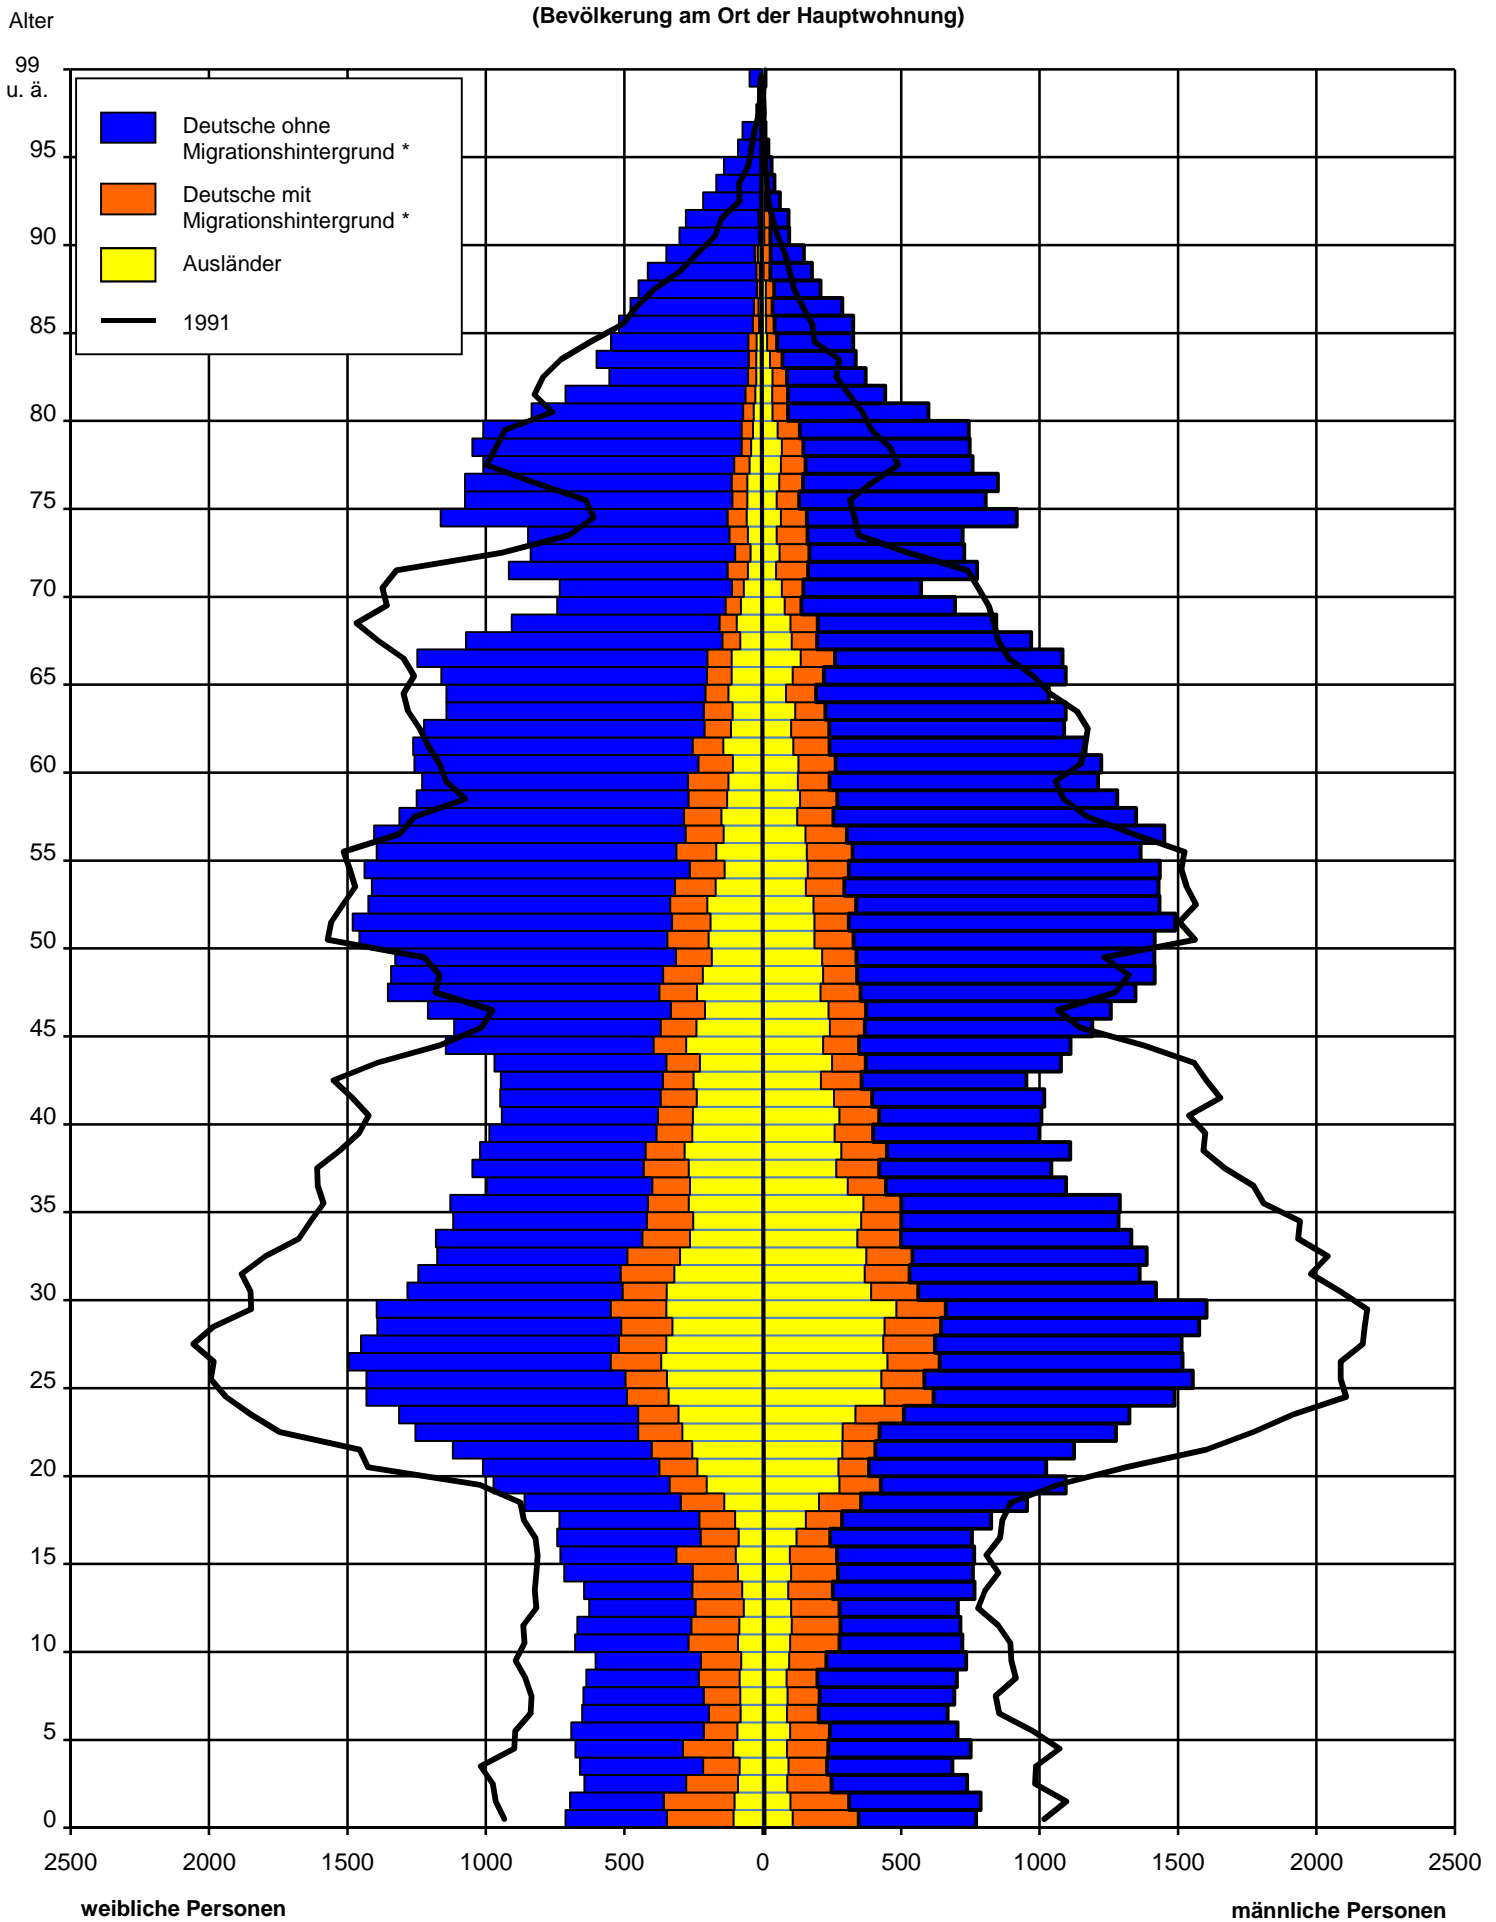 (Bevölkerung am Ort der Hauptwohnung)
Alter
99
u. ä.
Deutsche ohne
Migrationshintergrund *
Deutsche mit
Migrationshintergrund *
Ausländer
1991
95
90
85
80
75
70
65
60
55
50
45
40
35
30
25
20
15
10
5
0
2500 2000 1500 1000 500 0 500 1000 1500 2000 2500
weibliche Personen männliche Personen